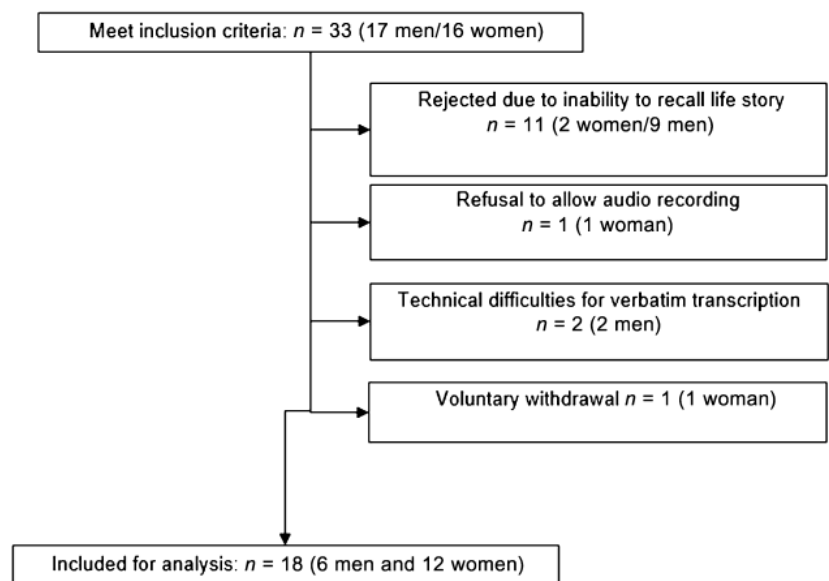 Meet inclusion criteria: n = 33 (17 men/16 women)
Rejected due to inability to recall life story
n = 11 (2 women/9 men)
Refusal to allow audio recording
n = 1 (1 woman)
Technical difficulties for verbatim transcription
n = 2 (2 men)
Voluntary withdrawal n = 1 (1 woman)
Included for analysis: n = 18 (6 men and 12 women)